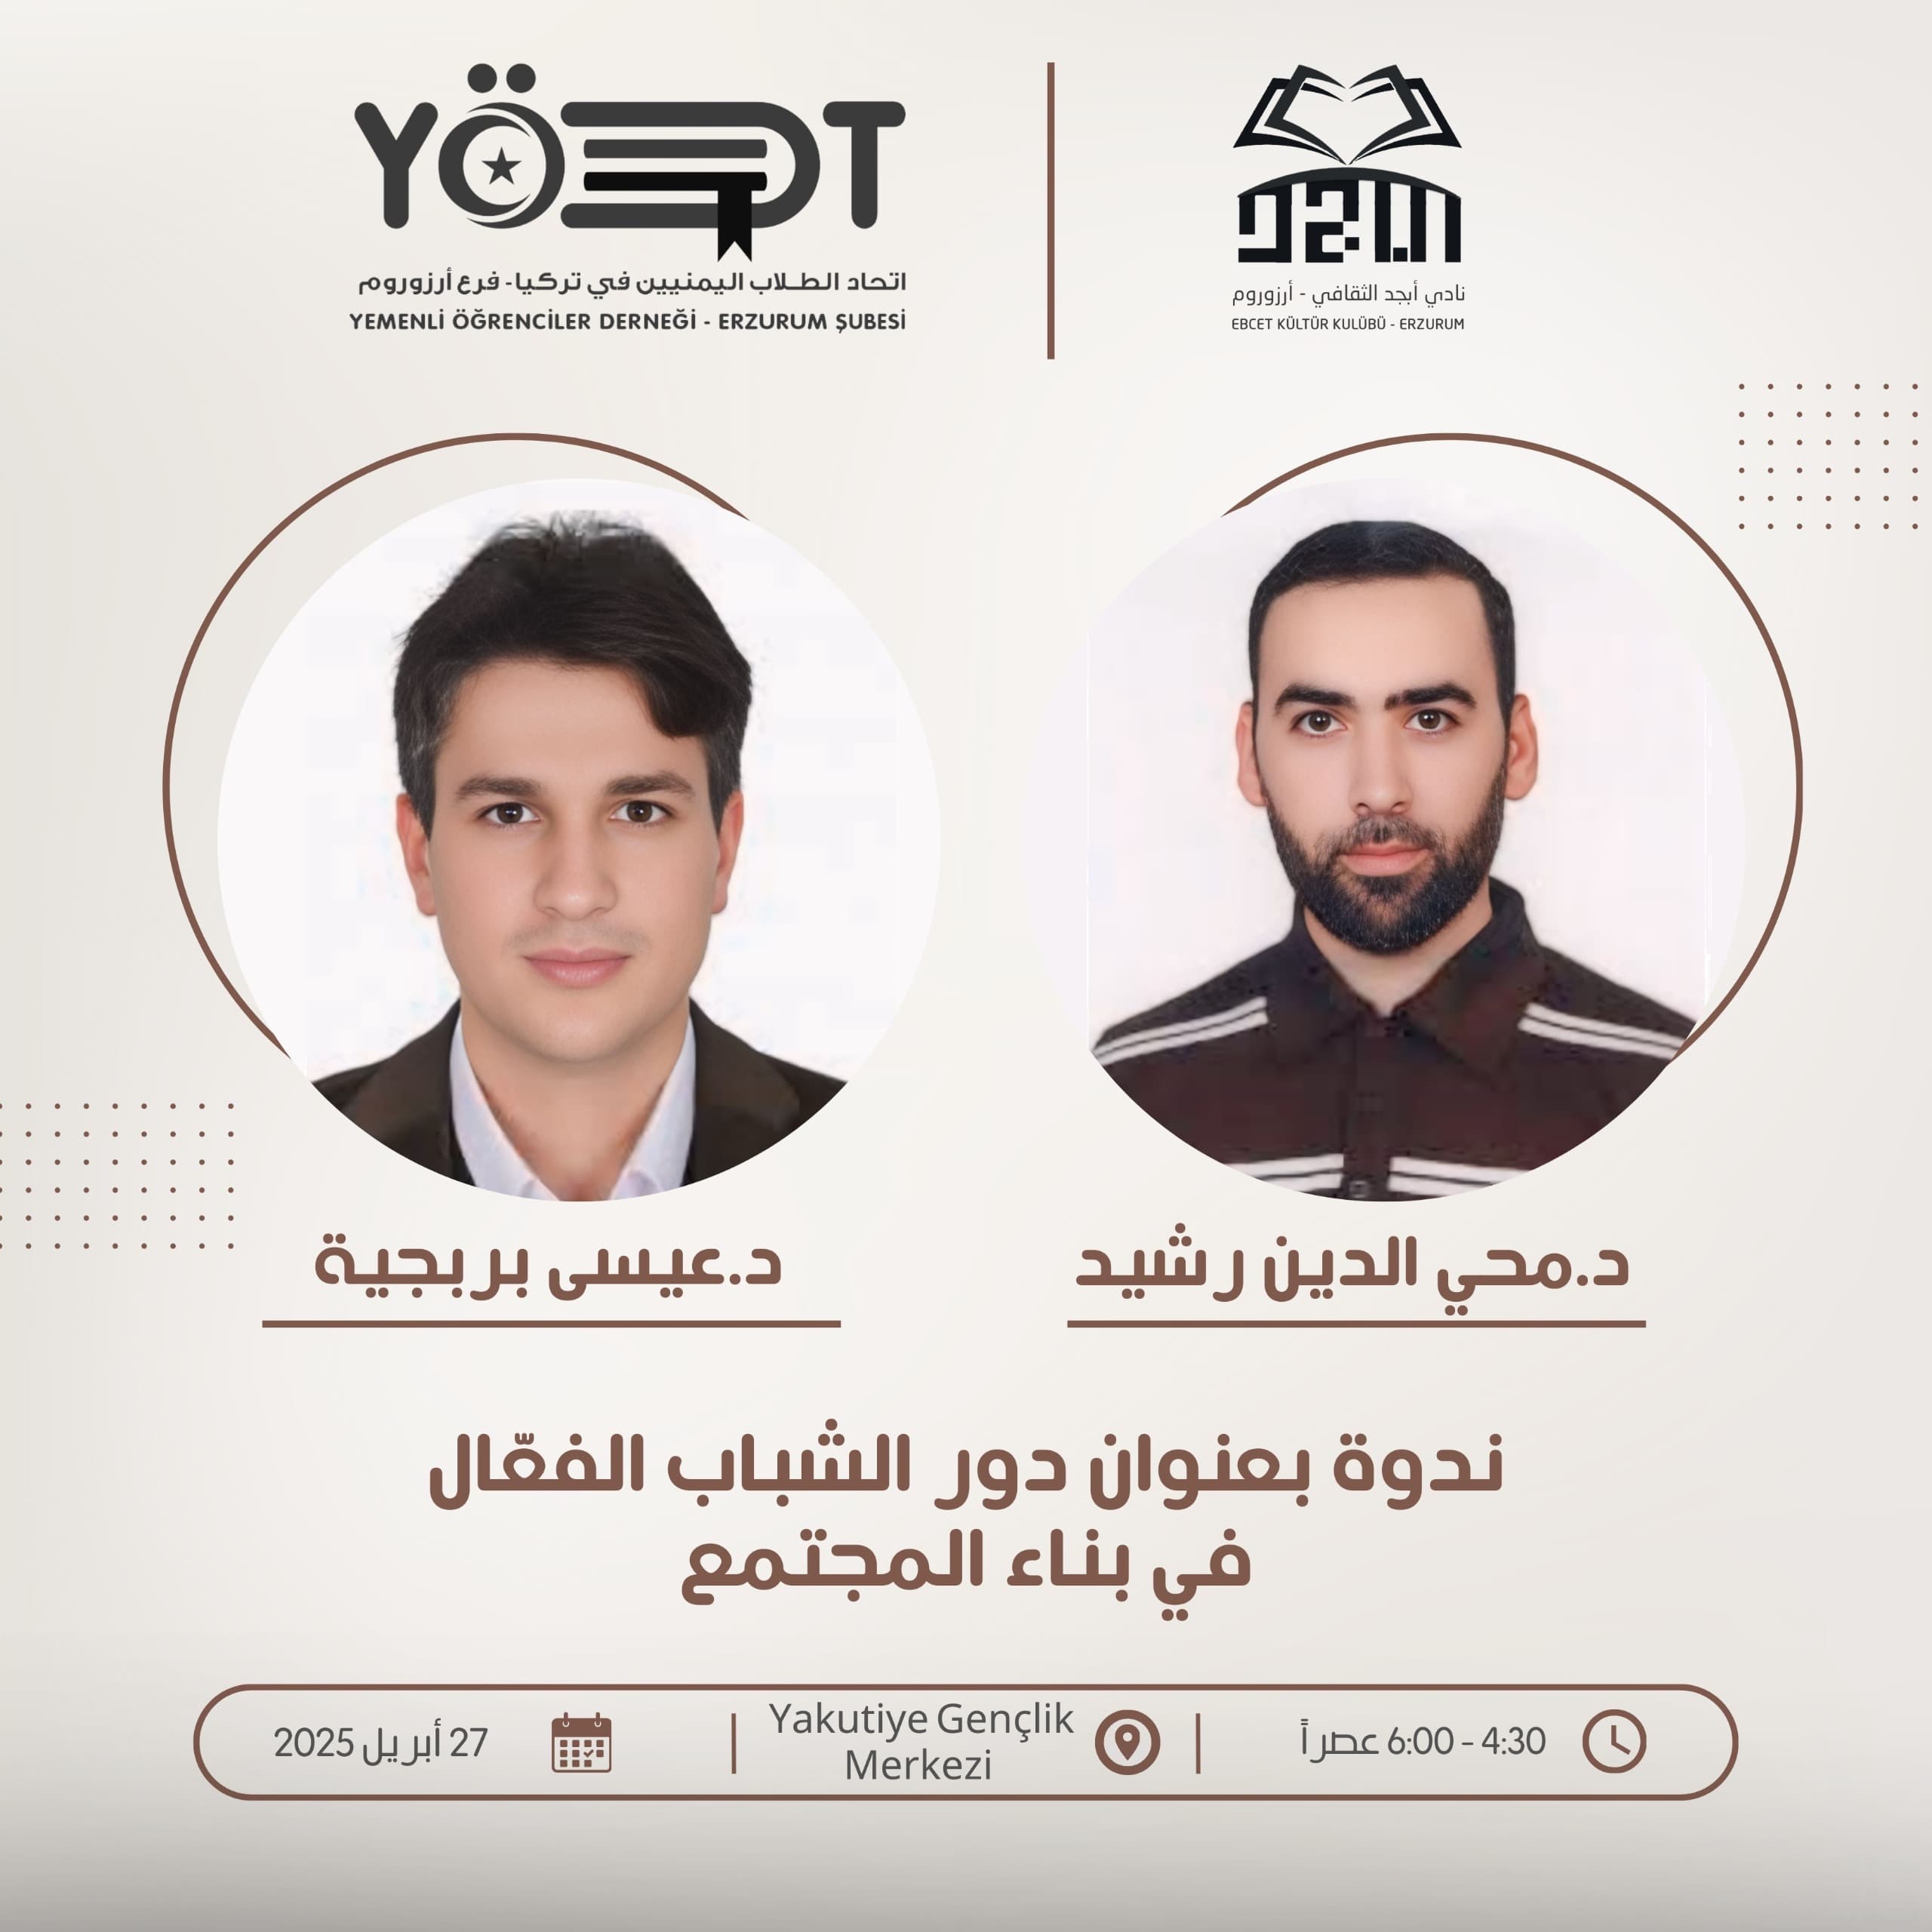 YÖDT
اتحاد الطلاب اليمنيين في تركيا - فرع أرزوروم
YEMENLİ ÖĞRENCİLER DERNEĞİ - ERZURUM ŞUBESİ
ابجد
نادي أبجد الثقافي - أرزوروم
EBCET KÜLTÜR KULÜBÜ - ERZURUM
د.محي الدين رشيد
د.عيسى بربجية
ندوة بعنوان دور الشباب الفعّال
في بناء المجتمع
4:30 - 6:00 عصراً
Yakutiye Gençlik
Merkezi
27 أبريل 2025